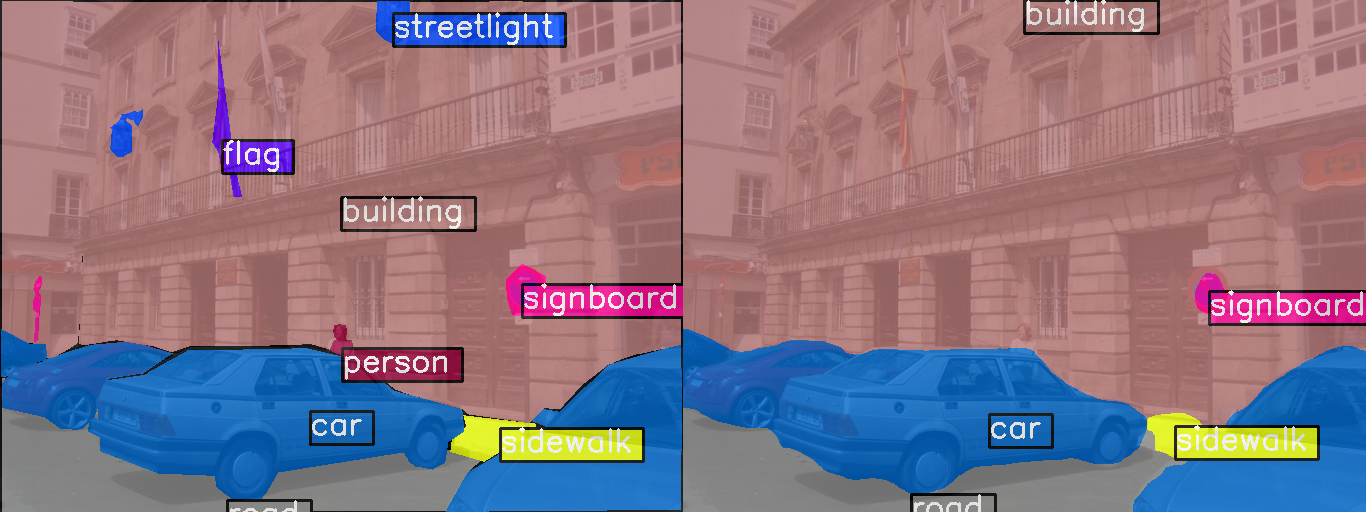 streetlight
flag
building
signboard
person
car
sidewalk
road
building
signboard
car
sidewalk
road